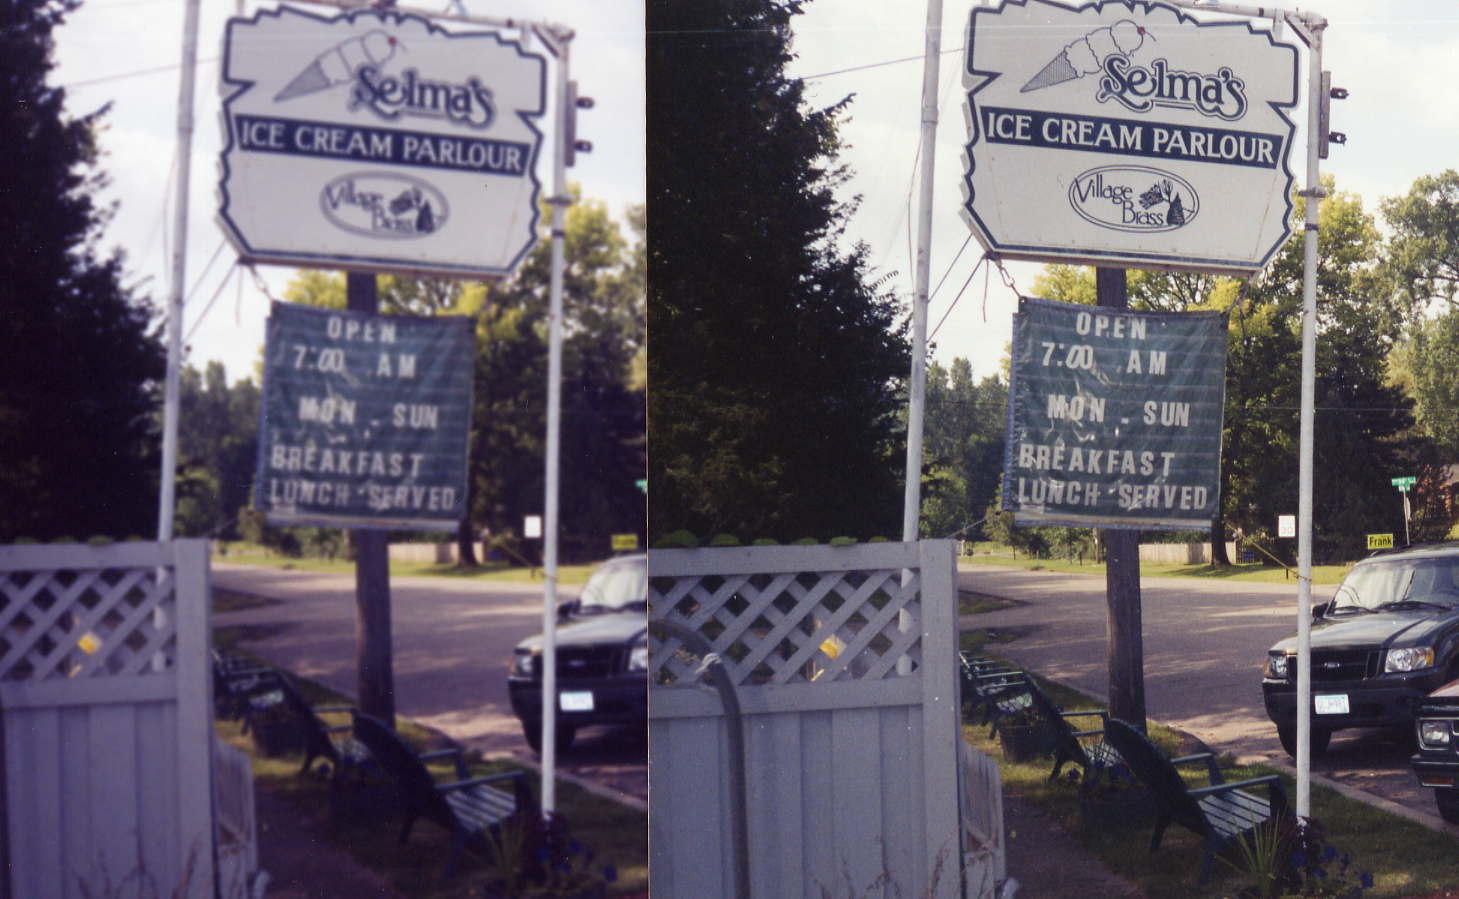 Selma's
ICE CREAM PARLOUR
Village
Brass
OPEN
7:00 AM
MON - SUN
BREAKFAST
LUNCH SERVED
Selma's
ICE CREAM PARLOUR
Village
Brass
OPEN
7:00 AM
MON - SUN
BREAKFAST
LUNCH SERVED
Frank